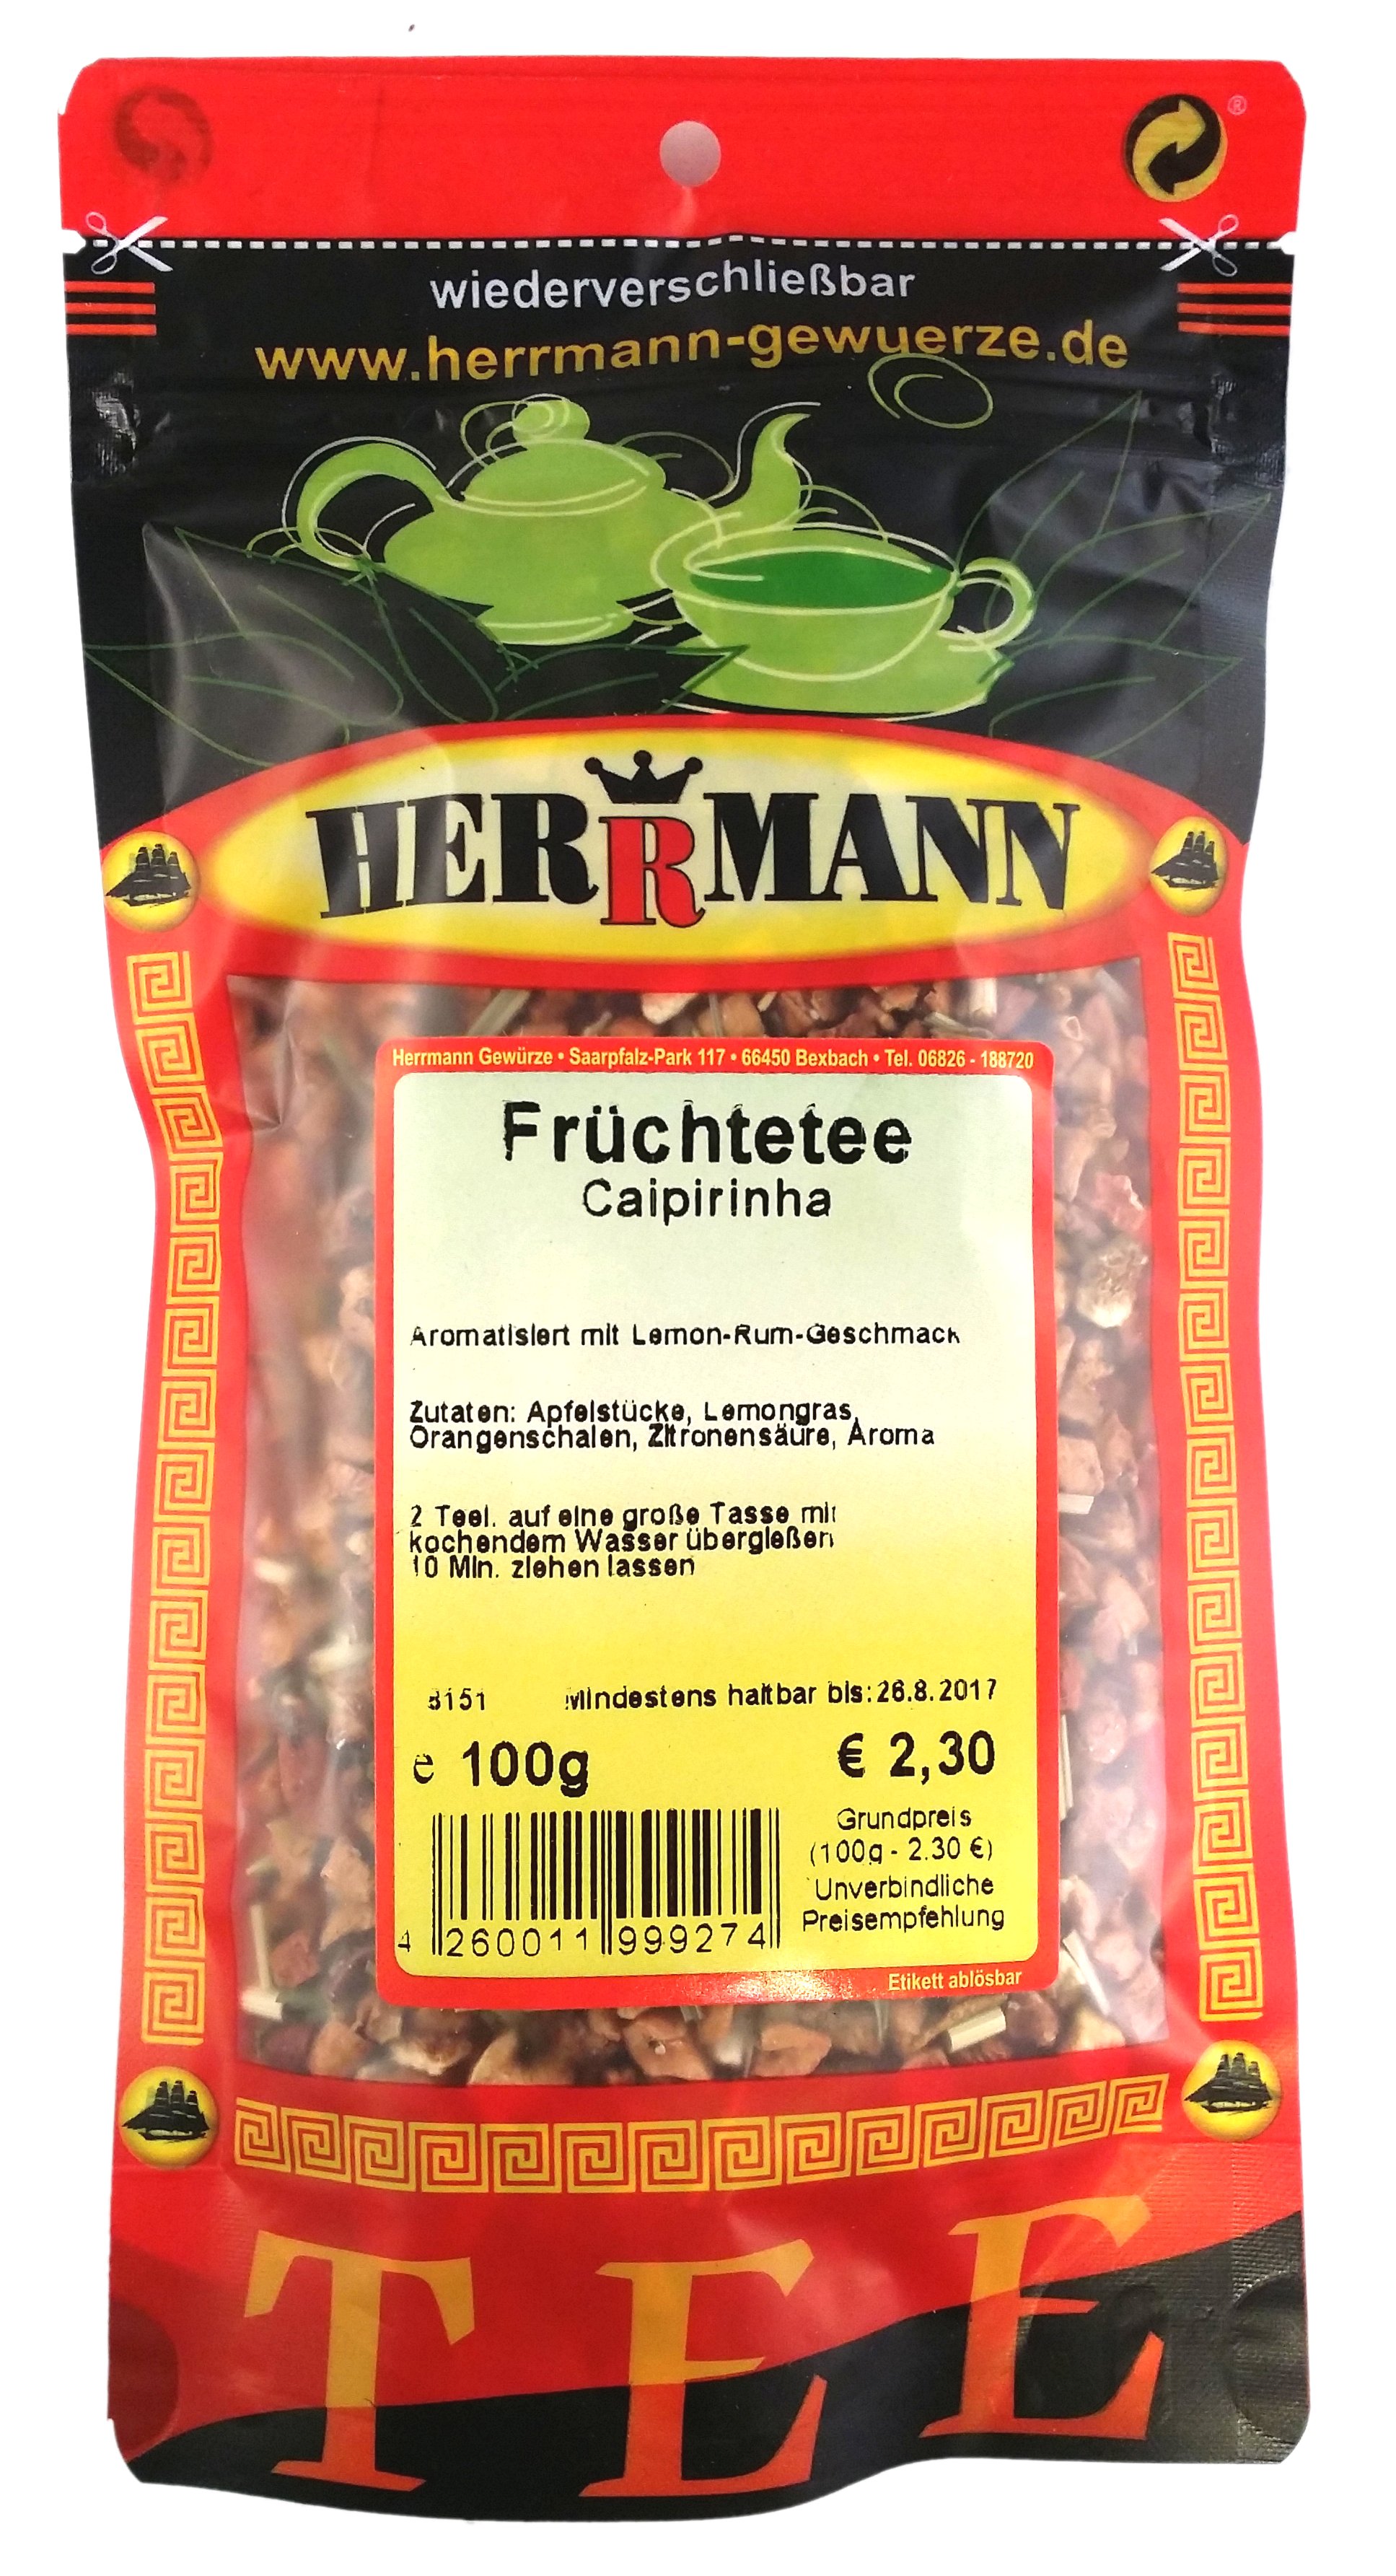 ®
wiederverschließbar
www.herrmann-gewuerze.de
HERRMANN
Herrmann Gewürze • Saarpfalz-Park 117 • 66450 Bexbach • Tel. 06826 - 188720
Früchtetee
Caipirinha
Aromatisiert mit Lemon-Rum-Geschmack
Zutaten: Apfelstücke, Lemongras,
Orangenschalen, Zitronensäure, Aroma
2 Teel. auf eine große Tasse mit
kochendem Wasser übergießen
10 Min. ziehen lassen
3151 Mindestens haltbar bis: 26.8.2017
e 100g € 2,30
Grundpreis
(100g - 2.30 €)
Unverbindliche
Preisempfehlung
4 260011 999274
Etikett ablösbar
TEE